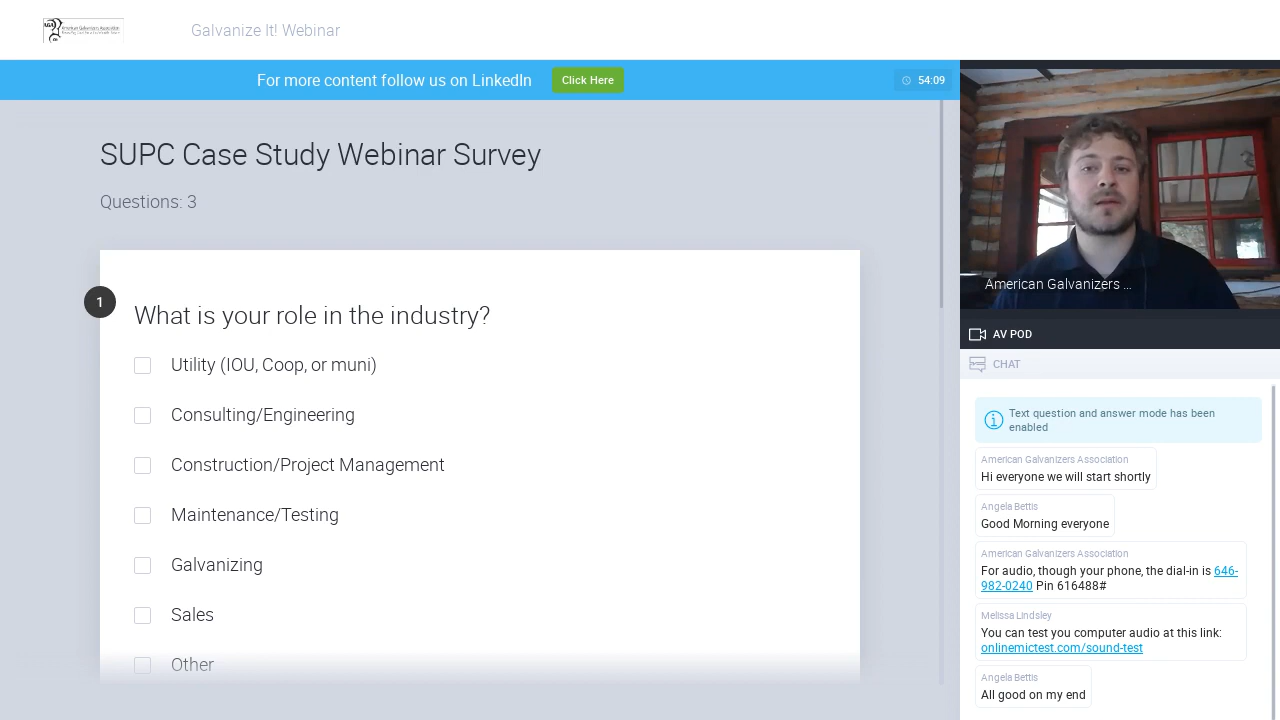 AGA American Galvanizers Association
Galvanize It! Webinar
For more content follow us on LinkedIn
Click Here
54:09
SUPC Case Study Webinar Survey
Questions: 3
1
What is your role in the industry?
Utility (IOU, Coop, or muni)
Consulting/Engineering
Construction/Project Management
Maintenance/Testing
Galvanizing
Sales
Other
American Galvanizers ...
AV POD
CHAT
Text question and answer mode has been
enabled
American Galvanizers Association
Hi everyone we will start shortly
Angela Bettis
Good Morning everyone
American Galvanizers Association
For audio, though your phone, the dial-in is 646-
982-0240 Pin 616488#
Melissa Lindsley
You can test you computer audio at this link:
onlinemictest.com/sound-test
Angela Bettis
All good on my end